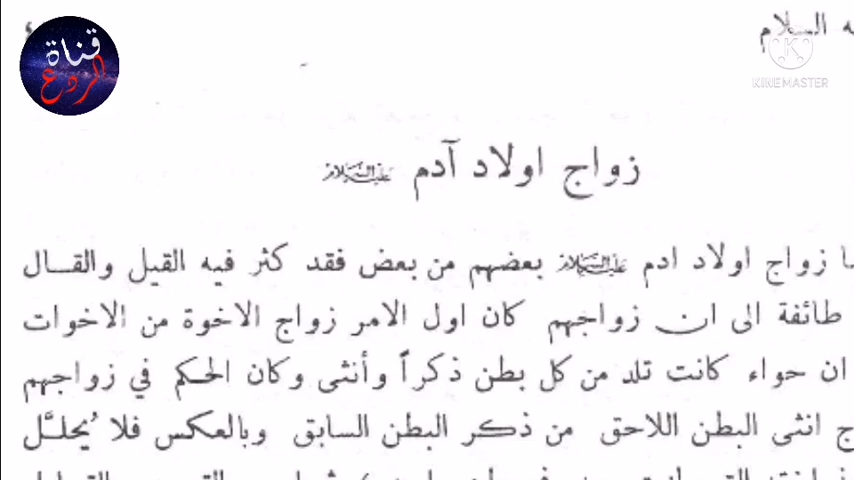 ه السلام
قناة
الردع
KINEMASTER
زواج اولاد آدم عليه السلام
ا زواج اولاد ادم عليه السلام بعضهم من بعض فقد كثر فيه القيل والقال
طائفة الى ان زواجهم كان اول الامر زواج الاخوة من الاخوات
ان حواء كانت تلد من كل بطن ذكراً وأنثى وكان الحكم في زواجهم
ج انثى البطن اللاحق من ذكر البطن السابق وبالعكس فلا يُحلَّل